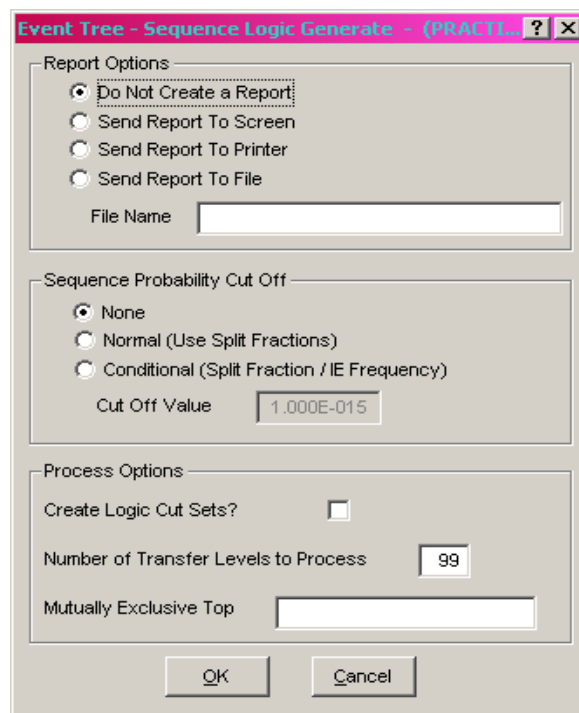 Event Tree - Sequence Logic Generate - (PRACTI...
Report Options
Do Not Create a Report
Send Report To Screen
Send Report To Printer
Send Report To File
File Name
Sequence Probability Cut Off
None
Normal (Use Split Fractions)
Conditional (Split Fraction / IE Frequency)
Cut Off Value 1.000E-015
Process Options
Create Logic Cut Sets?
Number of Transfer Levels to Process 99
Mutually Exclusive Top
OK Cancel